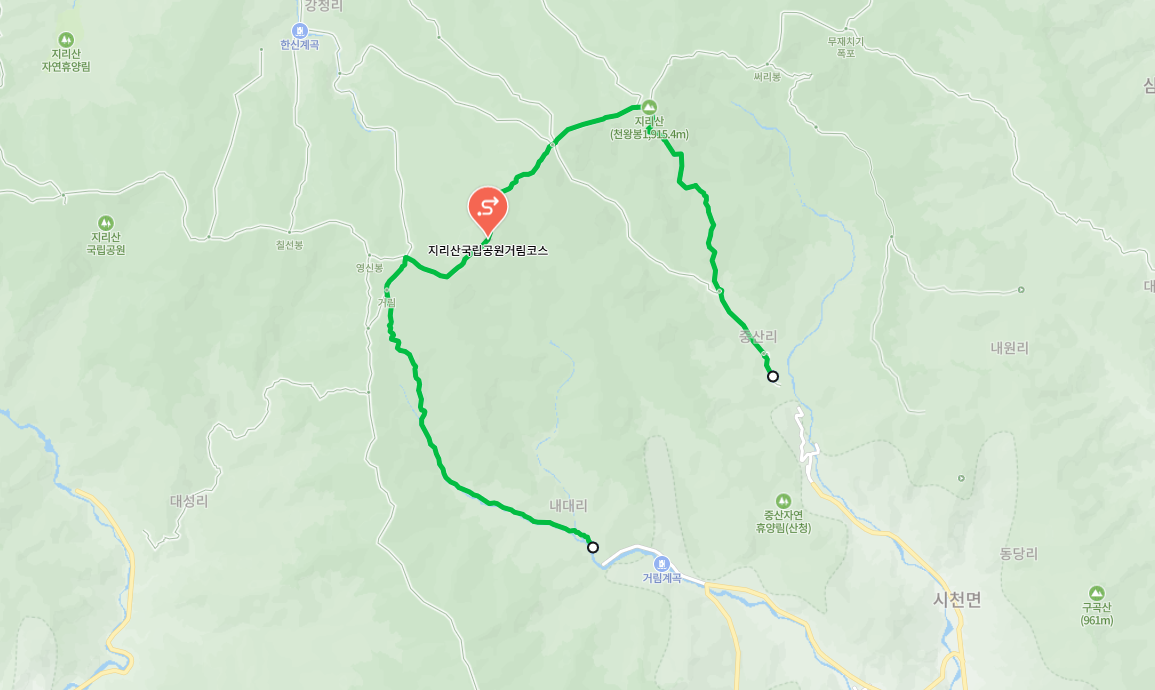 강청리
한신계곡
지리산
자연휴양림
무재치기
폭포
써리봉
삼
지리산
(천왕봉1,915.4m)
지리산
국립공원
칠선봉
지리산국립공원거림코스
영신봉
거림
대
중산리
내원리
대성리
내대리
중산자연
휴양림(산청)
동당리
거림계곡
시천면
구곡산
(961m)